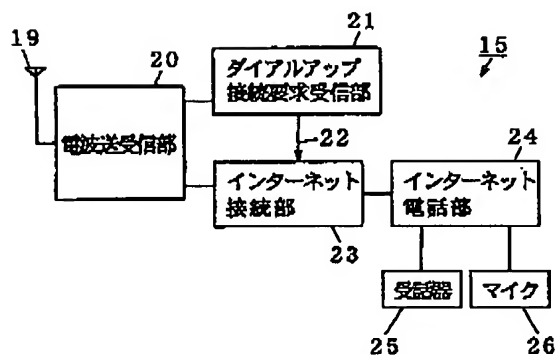 19
20
21
15
ダイアルアップ
接続要求受信部
電波送受信部
22
24
インターネット
接続部
インターネット
電話部
23
受話器
マイク
25
26